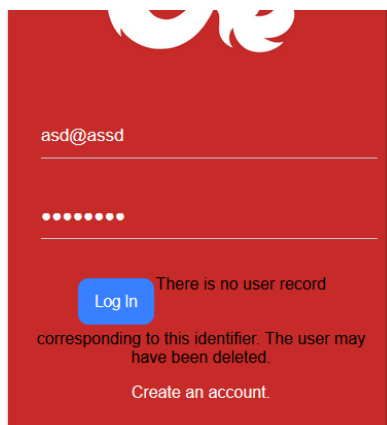 asd@assd
••••••••
There is no user record
Log In
corresponding to this identifier. The user may
have been deleted.
Create an account.